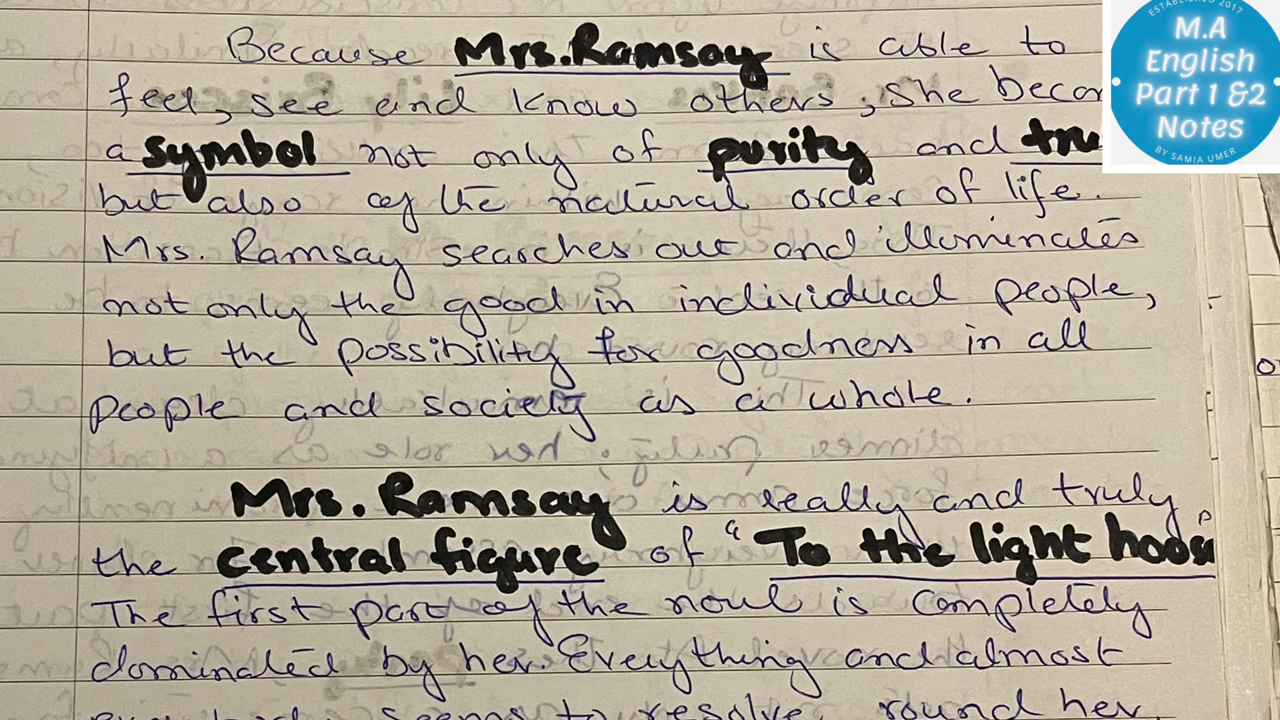 Because Mrs. Ramsay is able to
feel, see and know others, she becom
a symbol not only of purity and tru
but also of the natural order of life.
Mrs. Ramsay searches out and illuminates
not only the good in individual people,
but the possibility for goodness in all
people and society as a whole.
Mrs. Ramsay is really and truly
the central figure of "To the light hous
The first part of the novel is completely
dominated by her. Everything and almost
seems to resolve round her
ESTABLISHED 2017
M.A
English
Part 1 &2
Notes
BY SAMIA UMER